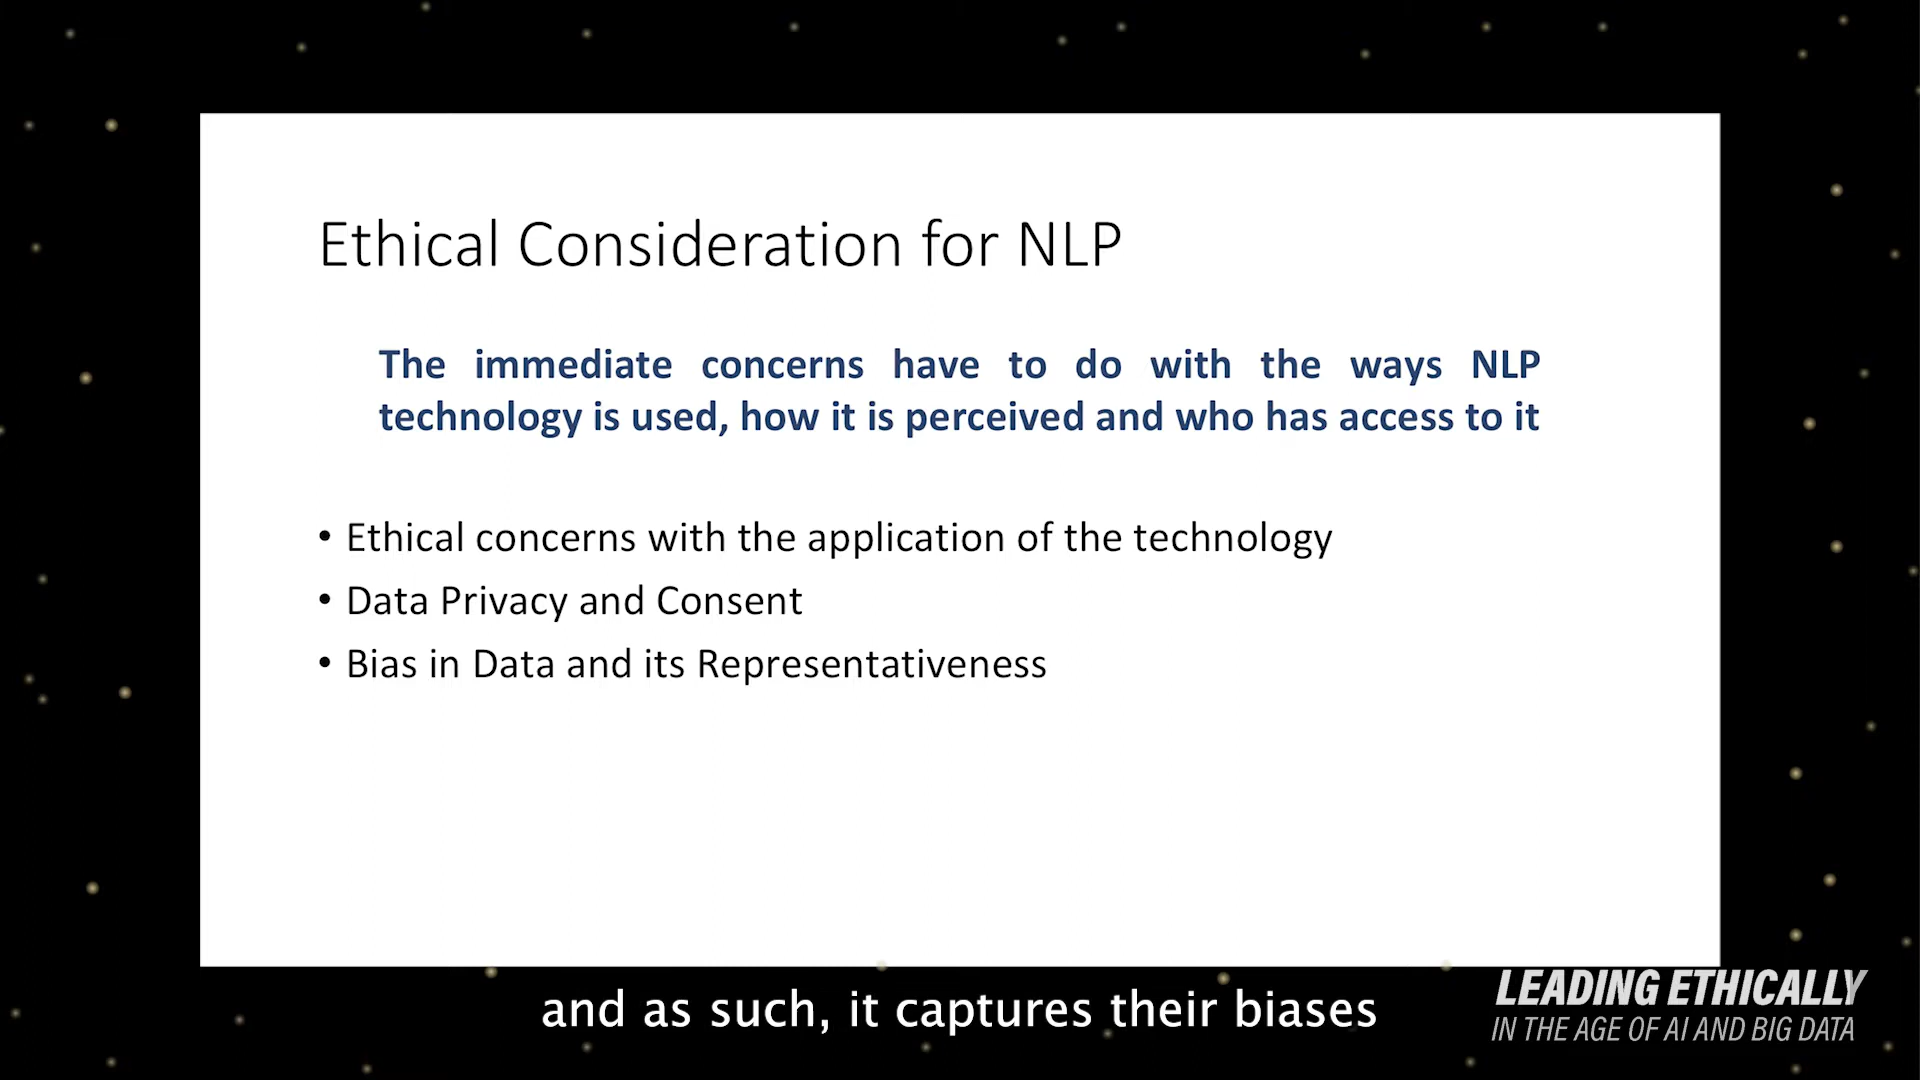 Ethical Consideration for NLP
The immediate concerns have to do with the ways NLP
technology is used, how it is perceived and who has access to it
• Ethical concerns with the application of the technology
• Data Privacy and Consent
• Bias in Data and its Representativeness
and as such, it captures their biases
LEADING ETHICALLY
IN THE AGE OF AI AND BIG DATA